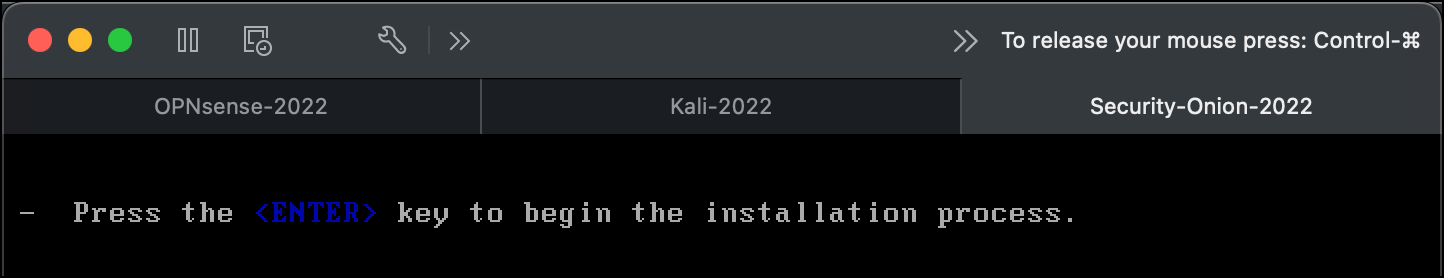 To release your mouse press: Control-⌘
OPNsense-2022 Kali-2022 Security-Onion-2022
- Press the <ENTER> key to begin the installation process.